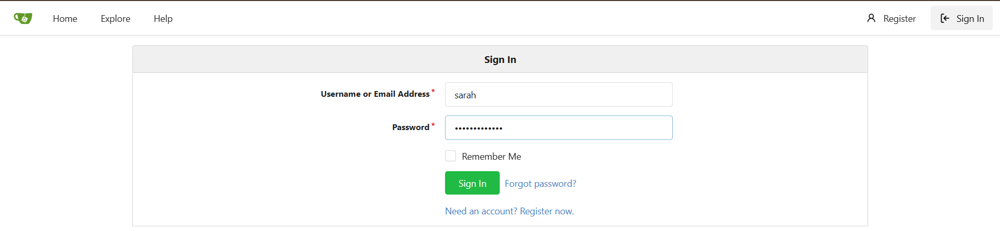 Home Explore Help Register Sign In
Sign In
Username or Email Address *
sarah
Password *
•••••••••••••
Remember Me
Sign In Forgot password?
Need an account? Register now.